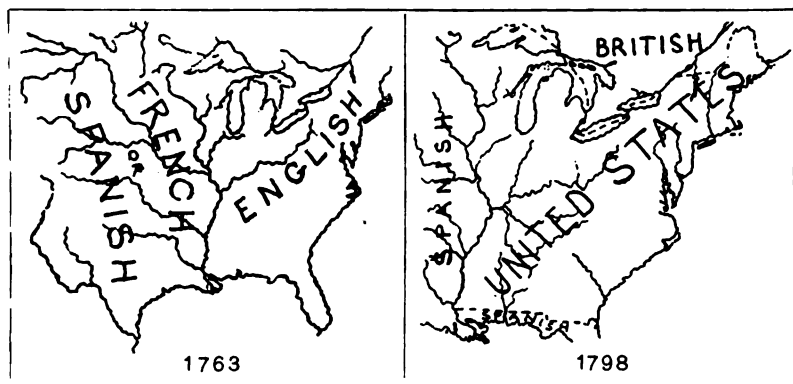 SPANISH
OR
FRENCH
ENGLISH
1763
BRITISH
SPANISH
UNITED STATES
1798